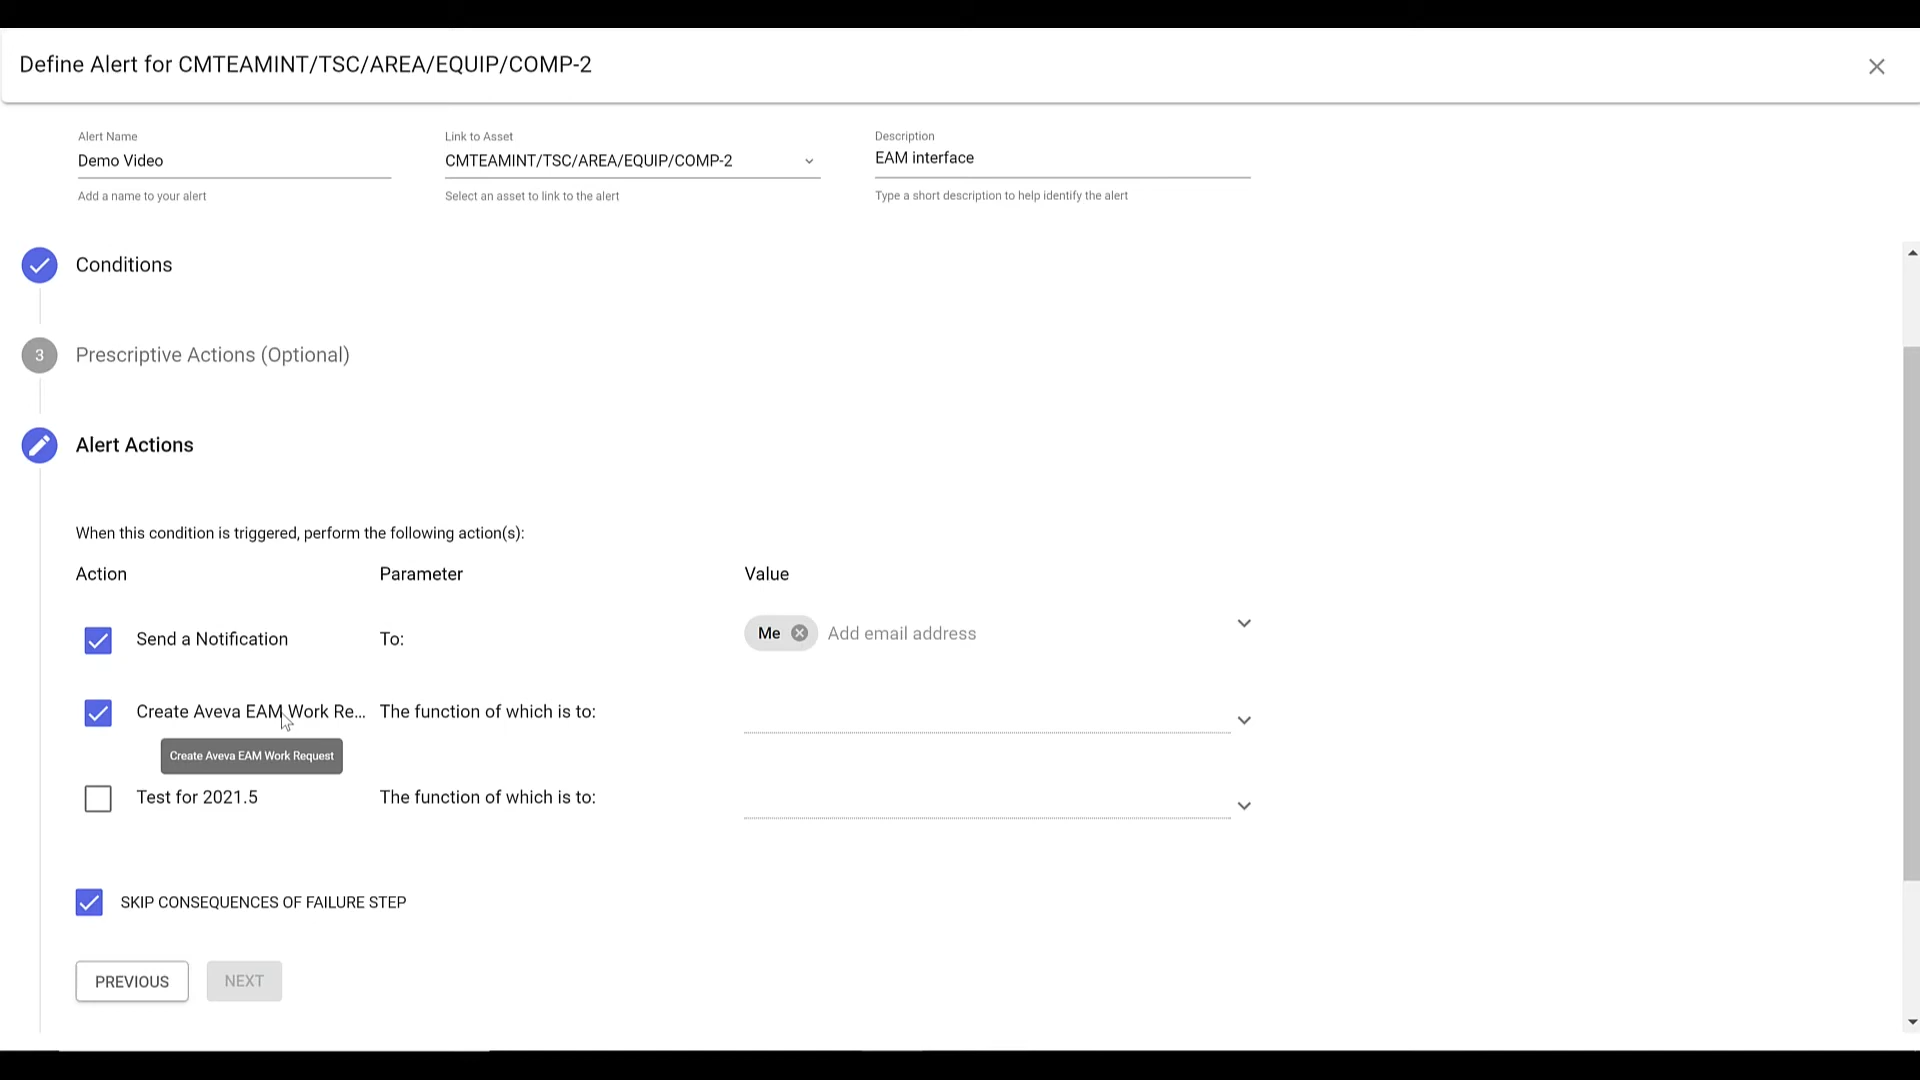 Define Alert for CMTEAMINT/TSC/AREA/EQUIP/COMP-2
Alert Name
Link to Asset
Description
Demo Video
CMTEAMINT/TSC/AREA/EQUIP/COMP-2
EAM interface
Add a name to your alert
Select an asset to link to the alert
Type a short description to help identify the alert
Conditions
3
Prescriptive Actions (Optional)
Alert Actions
When this condition is triggered, perform the following action(s):
Action
Parameter
Value
Send a Notification
To:
Me
Add email address
Create Aveva EAM Work Re...
The function of which is to:
Create Aveva EAM Work Request
Test for 2021.5
The function of which is to:
SKIP CONSEQUENCES OF FAILURE STEP
PREVIOUS
NEXT